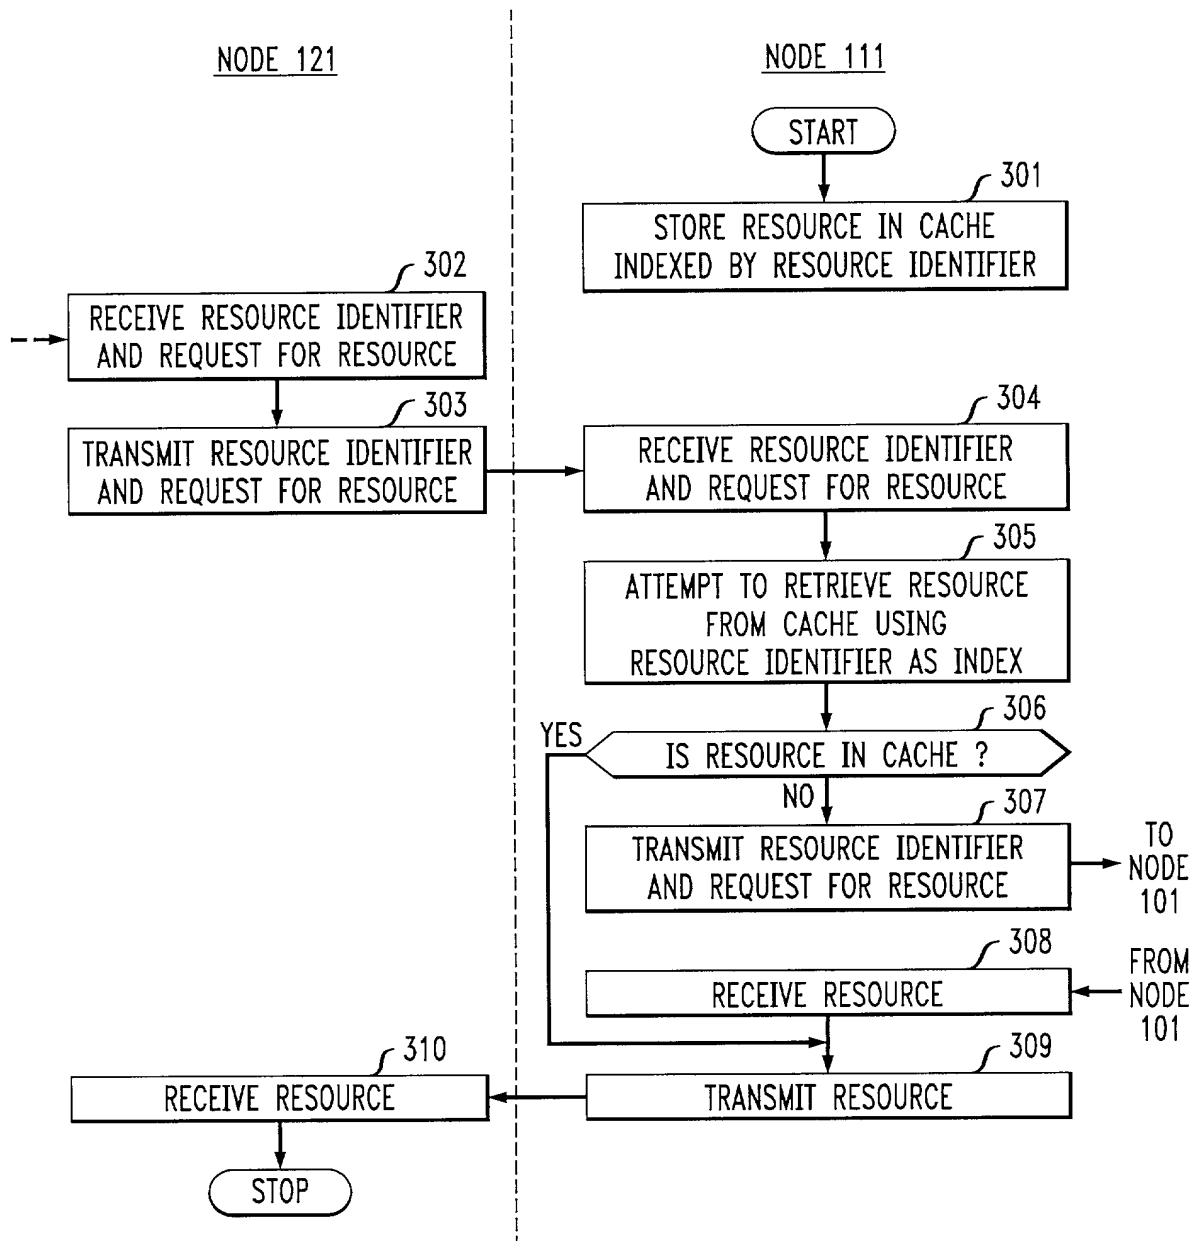 NODE 121
NODE 111
START
301
STORE RESOURCE IN CACHE
INDEXED BY RESOURCE IDENTIFIER
302
RECEIVE RESOURCE IDENTIFIER
AND REQUEST FOR RESOURCE
303
TRANSMIT RESOURCE IDENTIFIER
AND REQUEST FOR RESOURCE
304
RECEIVE RESOURCE IDENTIFIER
AND REQUEST FOR RESOURCE
305
ATTEMPT TO RETRIEVE RESOURCE
FROM CACHE USING
RESOURCE IDENTIFIER AS INDEX
306
YES
IS RESOURCE IN CACHE ?
NO
307
TRANSMIT RESOURCE IDENTIFIER
AND REQUEST FOR RESOURCE
TO
NODE
101
308
RECEIVE RESOURCE
FROM
NODE
101
309
TRANSMIT RESOURCE
310
RECEIVE RESOURCE
STOP